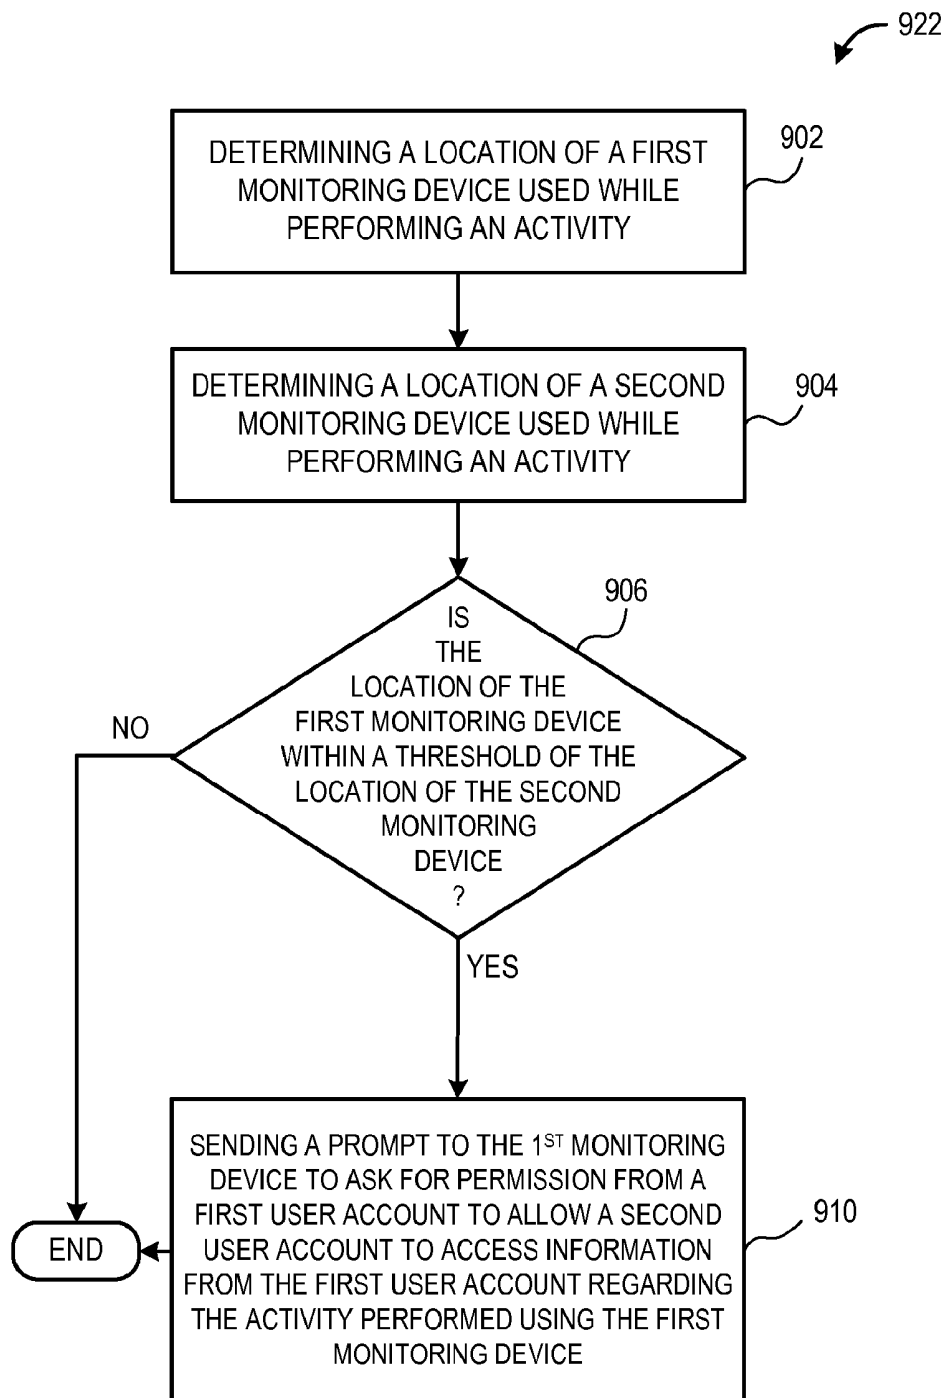 922
DETERMINING A LOCATION OF A FIRST
MONITORING DEVICE USED WHILE
PERFORMING AN ACTIVITY
902
DETERMINING A LOCATION OF A SECOND
MONITORING DEVICE USED WHILE
PERFORMING AN ACTIVITY
904
906
IS
THE
LOCATION OF THE
FIRST MONITORING DEVICE
WITHIN A THRESHOLD OF THE
LOCATION OF THE SECOND
MONITORING
DEVICE
?
NO
YES
SENDING A PROMPT TO THE 1ST MONITORING
DEVICE TO ASK FOR PERMISSION FROM A
FIRST USER ACCOUNT TO ALLOW A SECOND
USER ACCOUNT TO ACCESS INFORMATION
FROM THE FIRST USER ACCOUNT REGARDING
THE ACTIVITY PERFORMED USING THE FIRST
MONITORING DEVICE
910
END